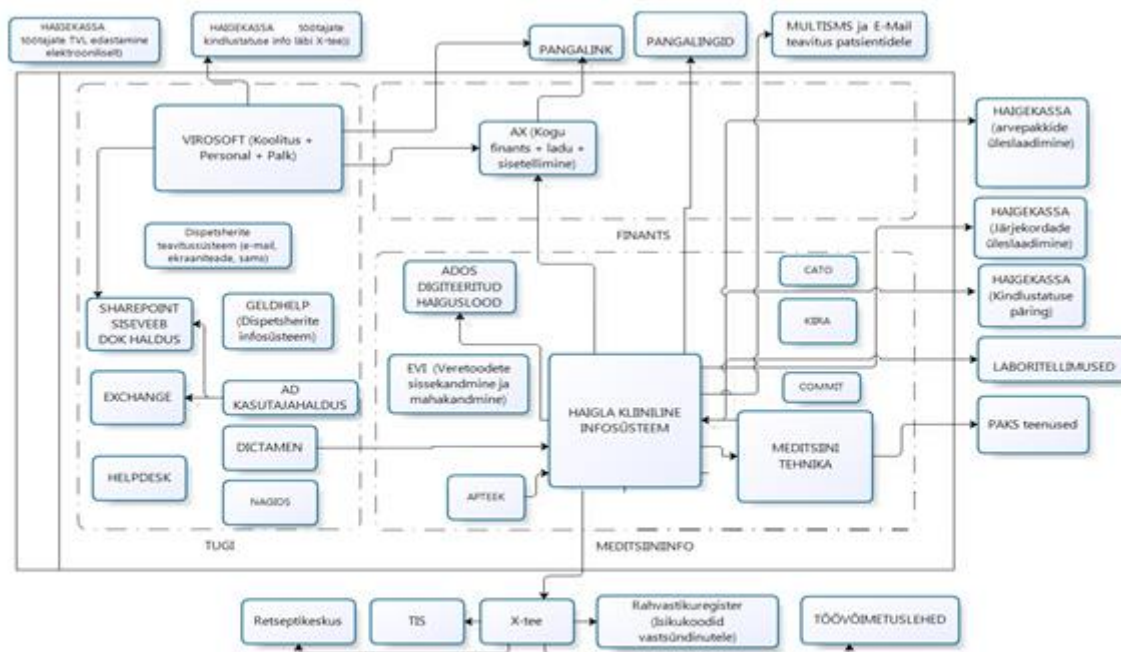 HAIGEKASSA
töötajate TVL edastamine
elektrooniliselt)
HAIGEKASSA töötajate
kindlustatuse info läbi X-tee))
PANGALINK
PANGALINGID
MULTISMS ja E-Mail
teavitus patsientidele
VIROSOFT (Koolitus +
Personal + Palk)
AX (Kogu
finants + ladu +
sisetellimine)
HAIGEKASSA
(arvepakkide
üleslaadimine)
Dispetsherite
teavitussüsteem (e-mail,
ekraaniteade, sams)
FINANTS
HAIGEKASSA
(Järjekordade
üleslaadimine)
ADOS
DIGITEERITUD
HAIGUSLOOD
CATO
HAIGEKASSA
(Kindlustatuse
päring)
SHAREPOINT
SISEVEEB
DOK HALDUS
GELDHELP
(Dispetsherite
infosüsteem)
KIRA
EVI (Veretoodete
sissekandmine ja
mahakandmine)
LABORITELLIMUSED
EXCHANGE
AD
KASUTAJAHALDUS
HAIGLA KLIINILINE
INFOSÜSTEEM
COMMIT
DICTAMEN
MEDITSIINI
TEHNIKA
PAKS teenused
HELPDESK
NAGIOS
APTEEK
TUGI
MEDITSIINIINFO
Retseptikeskus
TIS
X-tee
Rahvastikuregister
(Isikukoodid
vastsündinutele)
TÖÖVÕIMETUSLEHED